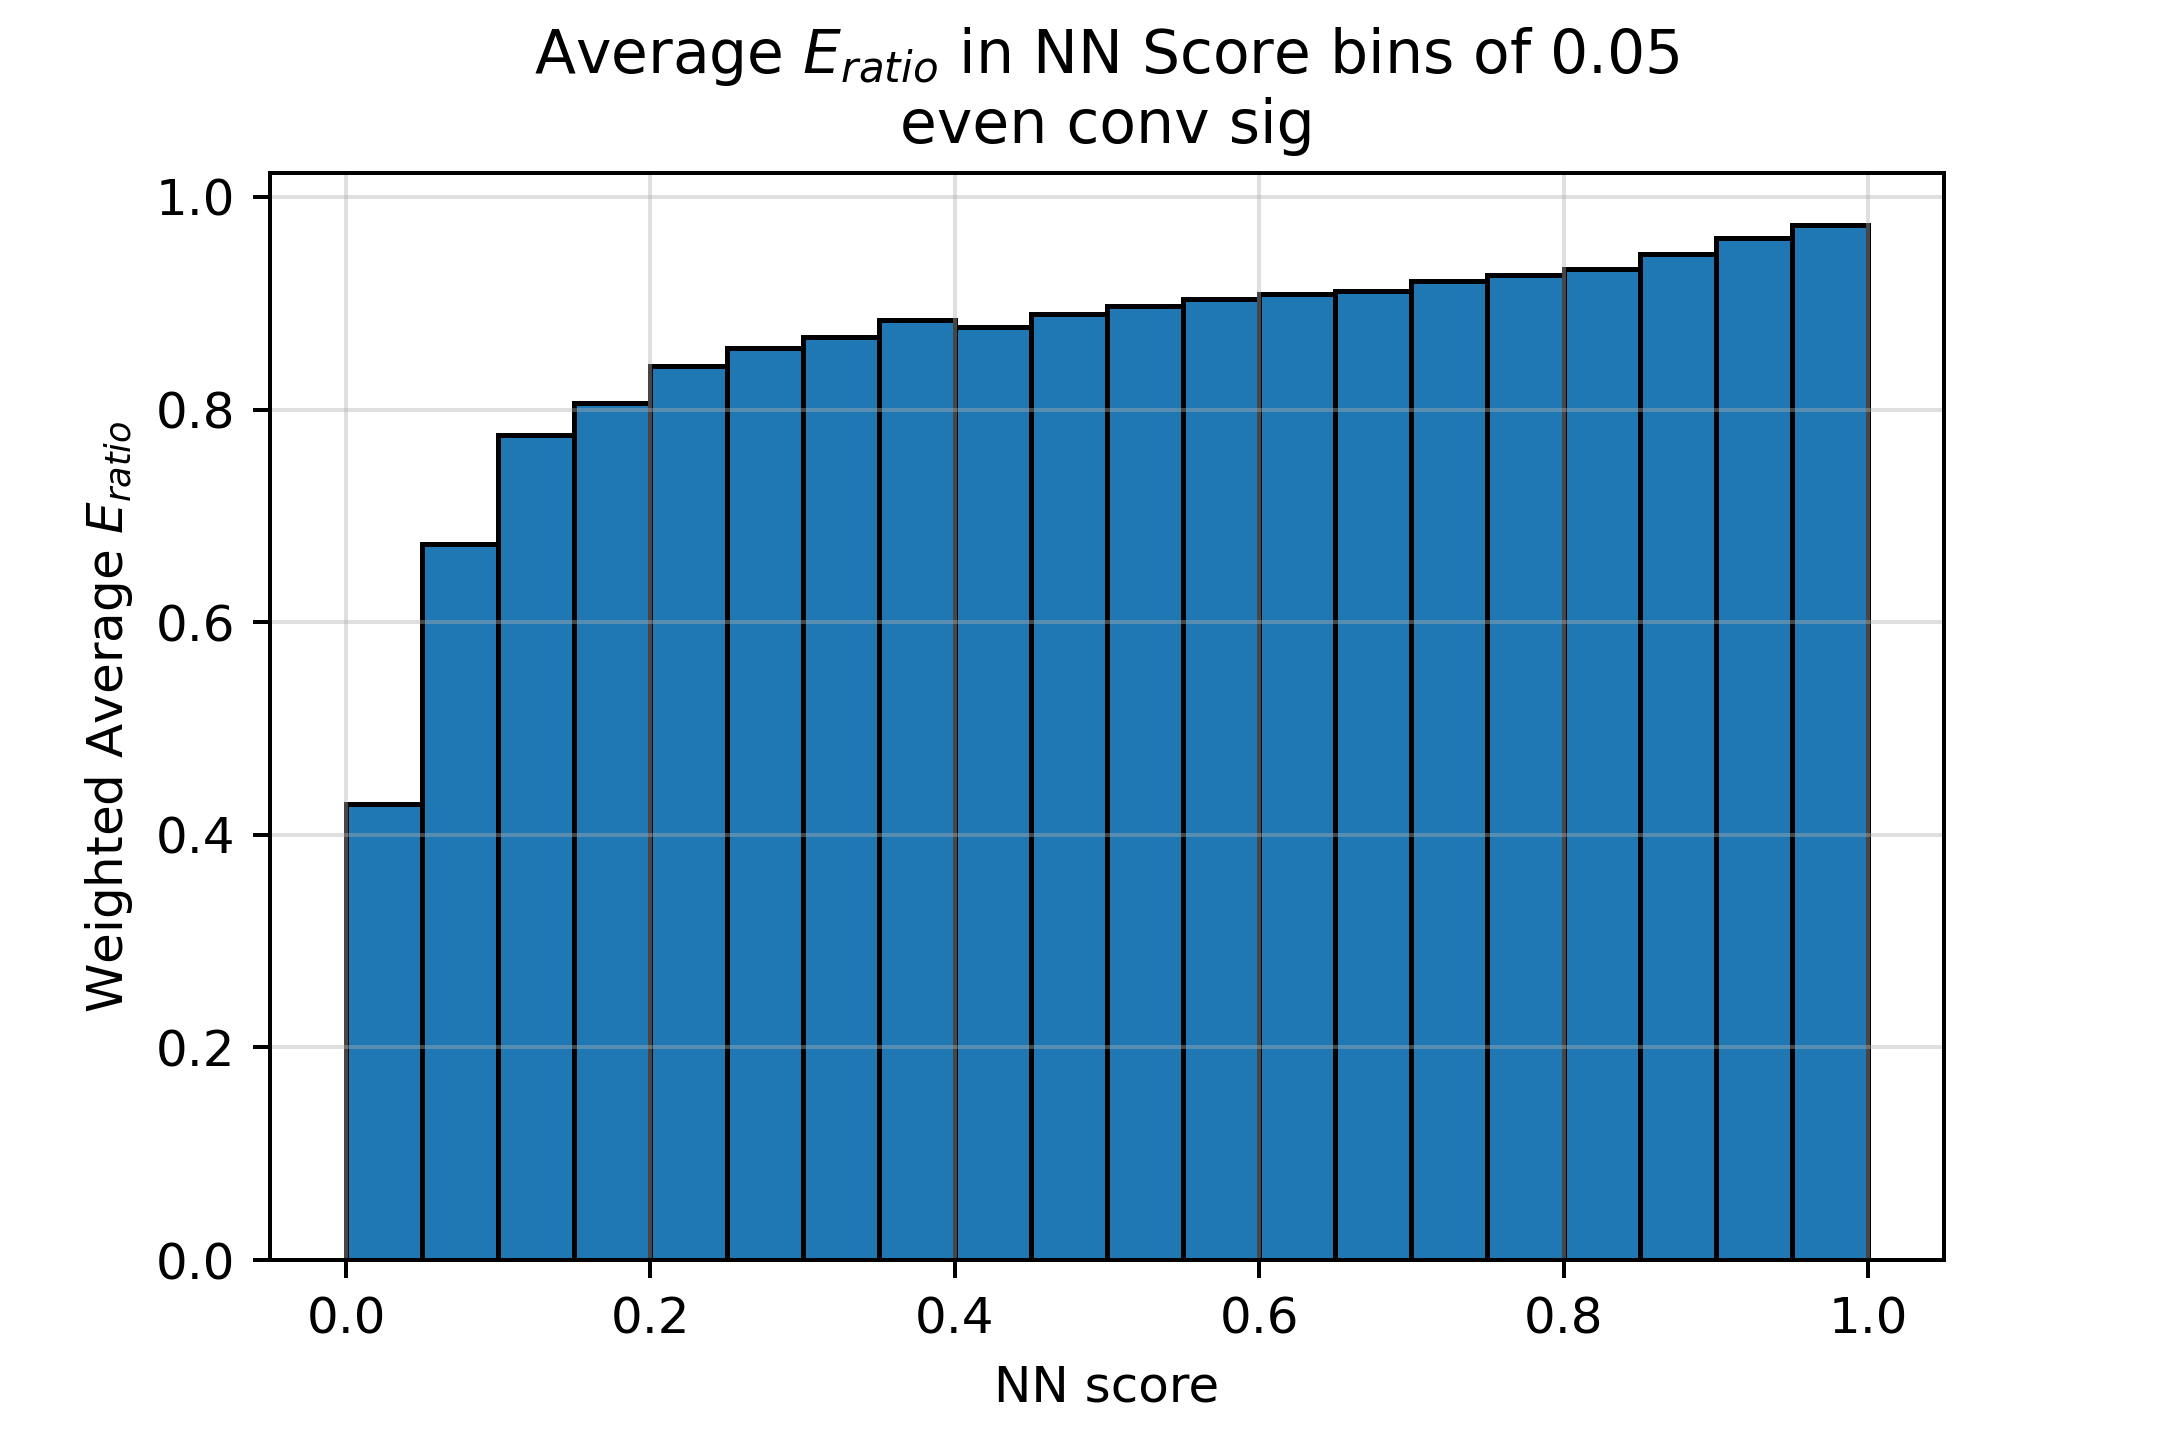 Average E_ratio in NN Score bins of 0.05
even conv sig
Weighted Average E_ratio
1.0
0.8
0.6
0.4
0.2
0.0
0.0 0.2 0.4 0.6 0.8 1.0
NN score